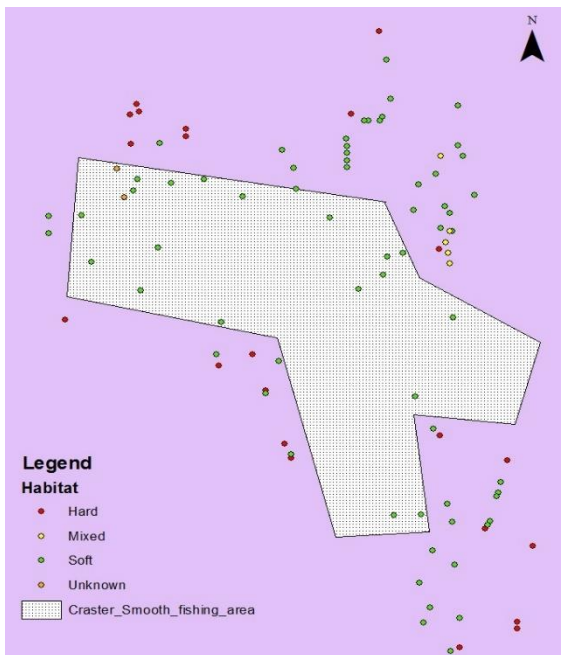 N
Legend
Habitat
Hard
Mixed
Soft
Unknown
Craster_Smooth_fishing_area